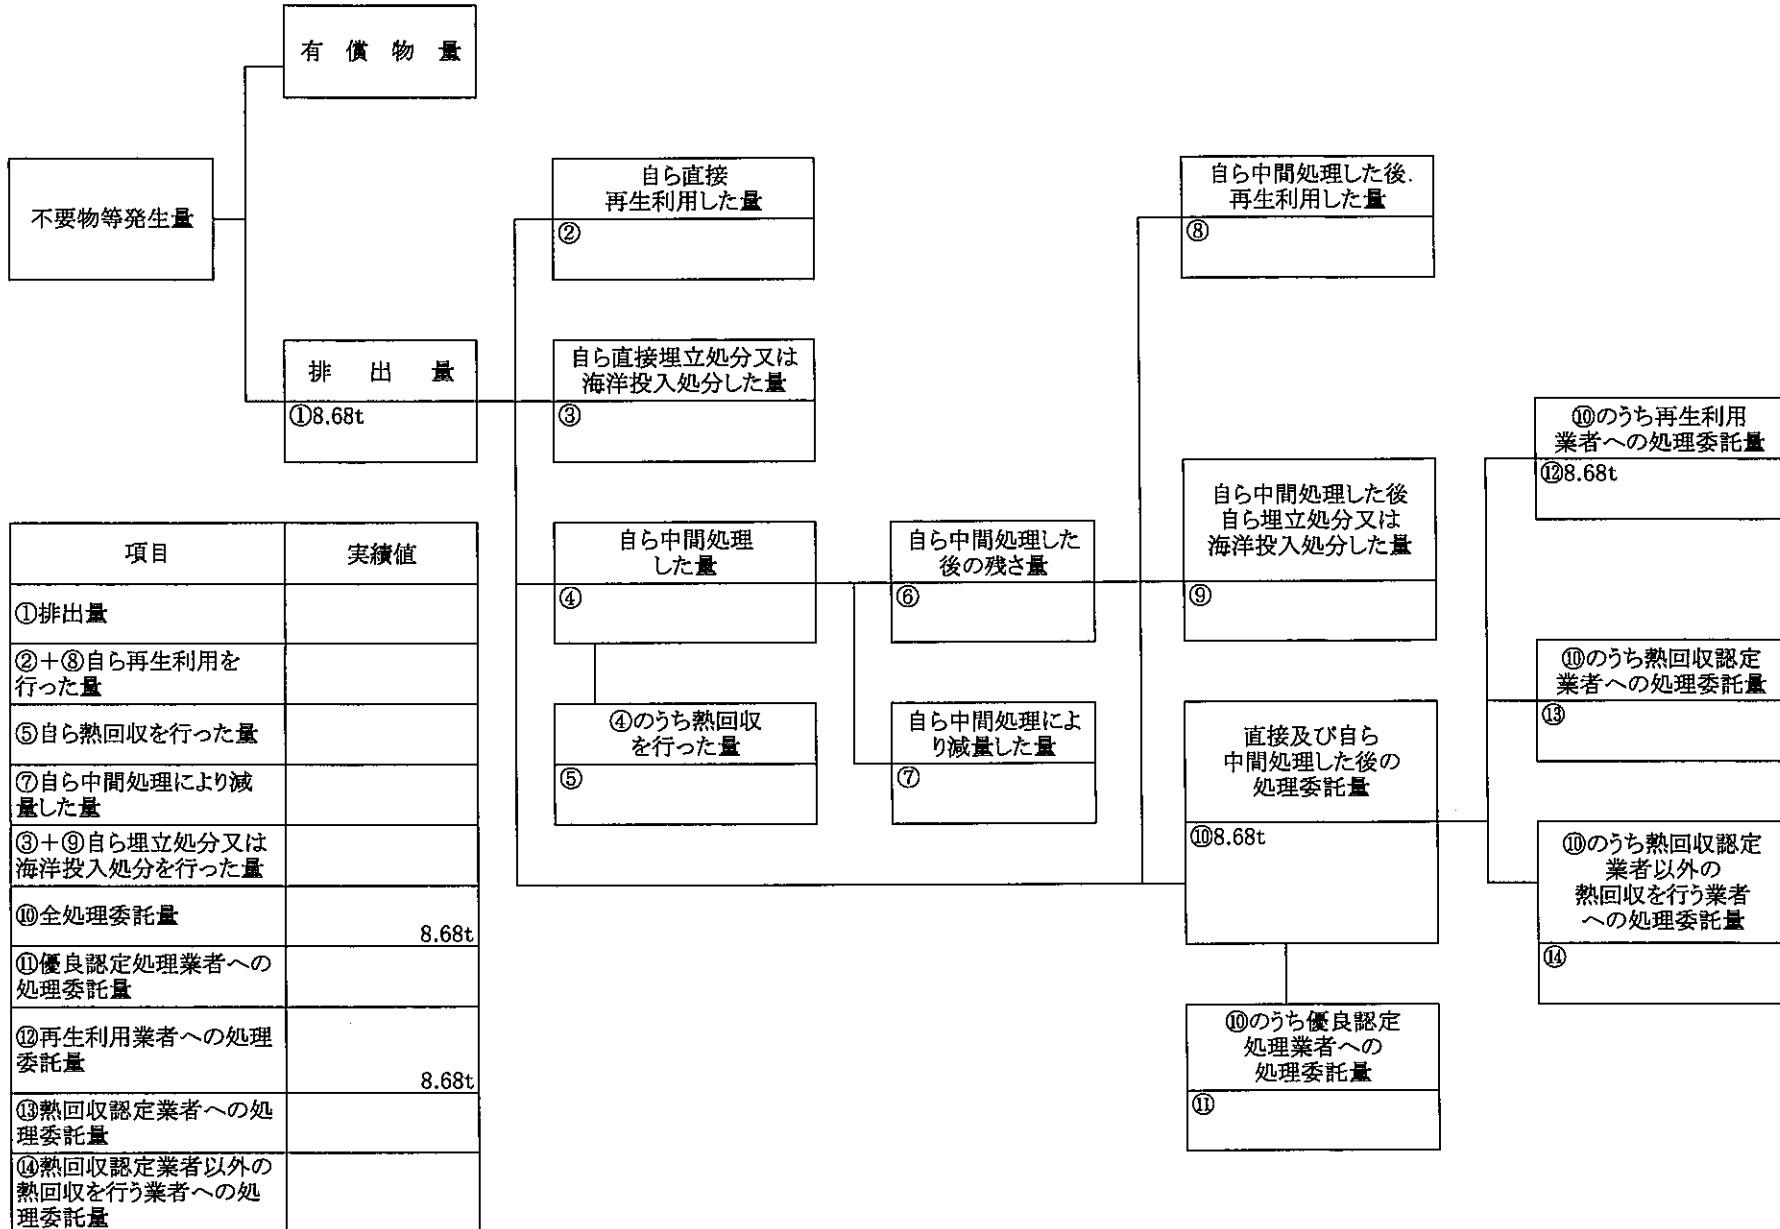 有償物量
不要物等発生量
排出量
①8.68t
自ら直接
再生利用した量
②
自ら直接埋立処分又は
海洋投入処分した量
③
自ら中間処理
した量
④
④のうち熱回収
を行った量
⑤
自ら中間処理した
後の残さ量
⑥
自ら中間処理によ
り減量した量
⑦
自ら中間処理した後
再生利用した量
⑧
自ら中間処理した後
自ら埋立処分又は
海洋投入処分した量
⑨
直接及び自ら
中間処理した後の
処理委託量
⑩8.68t
⑩のうち優良認定
処理業者への
処理委託量
⑪
⑩のうち再生利用
業者への処理委託量
⑫8.68t
⑩のうち熱回収認定
業者への処理委託量
⑬
⑩のうち熱回収認定
業者以外の
熱回収を行う業者
への処理委託量
⑭
項目 実績値
①排出量
②+⑧自ら再生利用を
行った量
⑤自ら熱回収を行った量
⑦自ら中間処理により減
量した量
③+⑨自ら埋立処分又は
海洋投入処分を行った量
⑩全処理委託量
8.68t
⑪優良認定処理業者への
処理委託量
⑫再生利用業者への処理
委託量
8.68t
⑬熱回収認定業者への処
理委託量
⑭熱回収認定業者以外の
熱回収を行う業者への処
理委託量